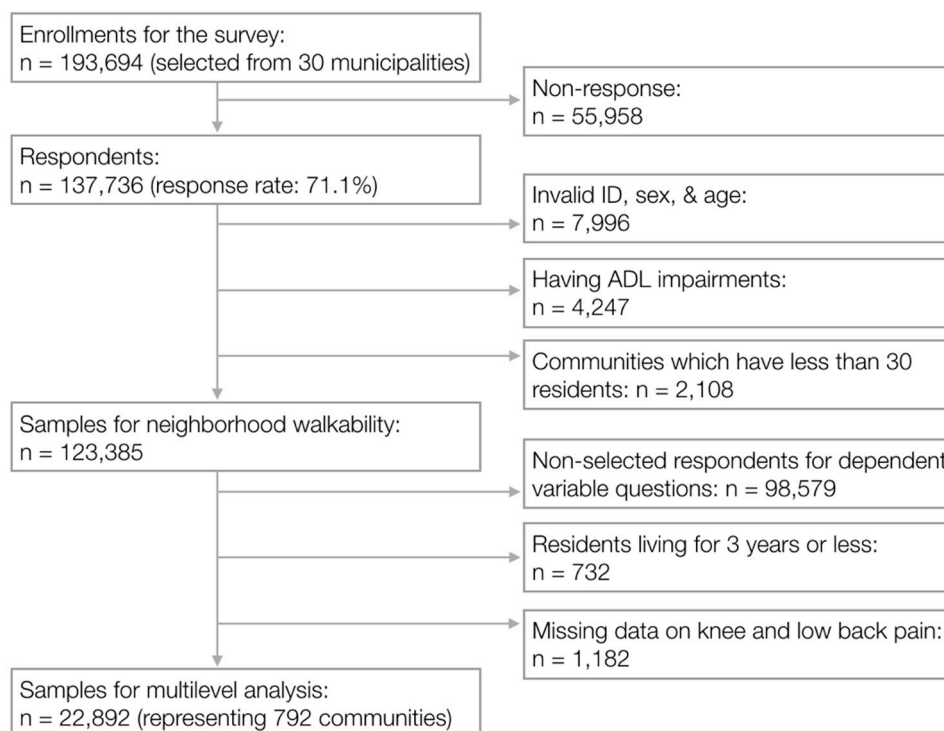 Enrollments for the survey:
n = 193,694 (selected from 30 municipalities)
Non-response:
n = 55,958
Respondents:
n = 137,736 (response rate: 71.1%)
Invalid ID, sex, & age:
n = 7,996
Having ADL impairments:
n = 4,247
Communities which have less than 30
residents: n = 2,108
Samples for neighborhood walkability:
n = 123,385
Non-selected respondents for dependent
variable questions: n = 98,579
Residents living for 3 years or less:
n = 732
Missing data on knee and low back pain:
n = 1,182
Samples for multilevel analysis:
n = 22,892 (representing 792 communities)